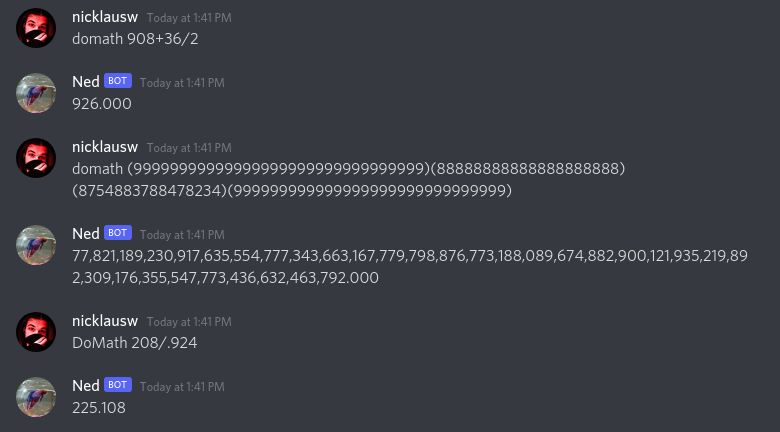 nicklausw Today at 1:41 PM
domath 908+36/2
Ned BOT Today at 1:41 PM
926.000
nicklausw Today at 1:41 PM
domath (99999999999999999999999999999999)(88888888888888888888)
(8754883788478234)(999999999999999999999999999999)
Ned BOT Today at 1:41 PM
77,821,189,230,917,635,554,777,343,663,167,779,798,876,773,188,089,674,882,900,121,935,219,89
2,309,176,355,547,773,436,632,463,792.000
nicklausw Today at 1:41 PM
DoMath 208/.924
Ned BOT Today at 1:41 PM
225.108